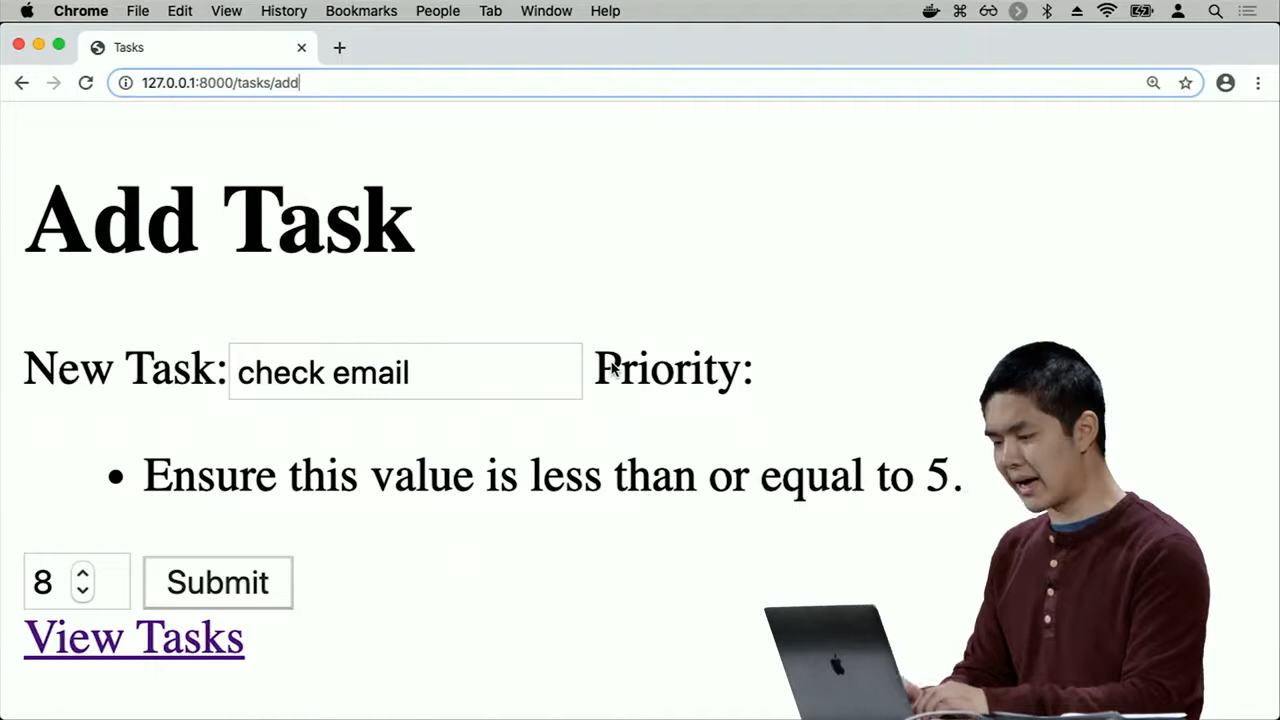 Chrome File Edit View History Bookmarks People Tab Window Help
Tasks
127.0.0.1:8000/tasks/add
Add Task
New Task: check email Priority:
• Ensure this value is less than or equal to 5.
8 Submit
View Tasks